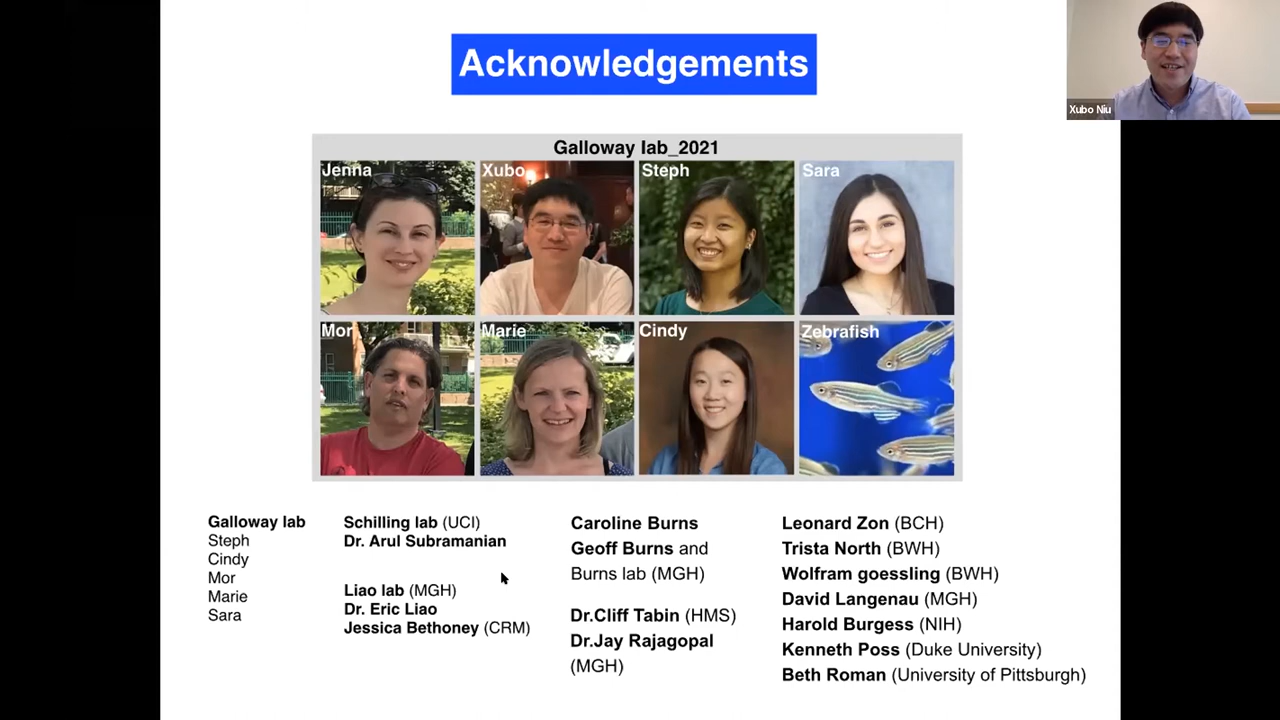 Acknowledgements
Xubo Niu
Galloway lab_2021
Jenna
Xubo
Steph
Sara
Mor
Marie
Cindy
Zebrafish
Galloway lab
Steph
Cindy
Mor
Marie
Sara
Schilling lab (UCI)
Dr. Arul Subramanian
Liao lab (MGH)
Dr. Eric Liao
Jessica Bethoney (CRM)
Caroline Burns
Geoff Burns and
Burns lab (MGH)
Dr.Cliff Tabin (HMS)
Dr.Jay Rajagopal
(MGH)
Leonard Zon (BCH)
Trista North (BWH)
Wolfram goessling (BWH)
David Langenau (MGH)
Harold Burgess (NIH)
Kenneth Poss (Duke University)
Beth Roman (University of Pittsburgh)